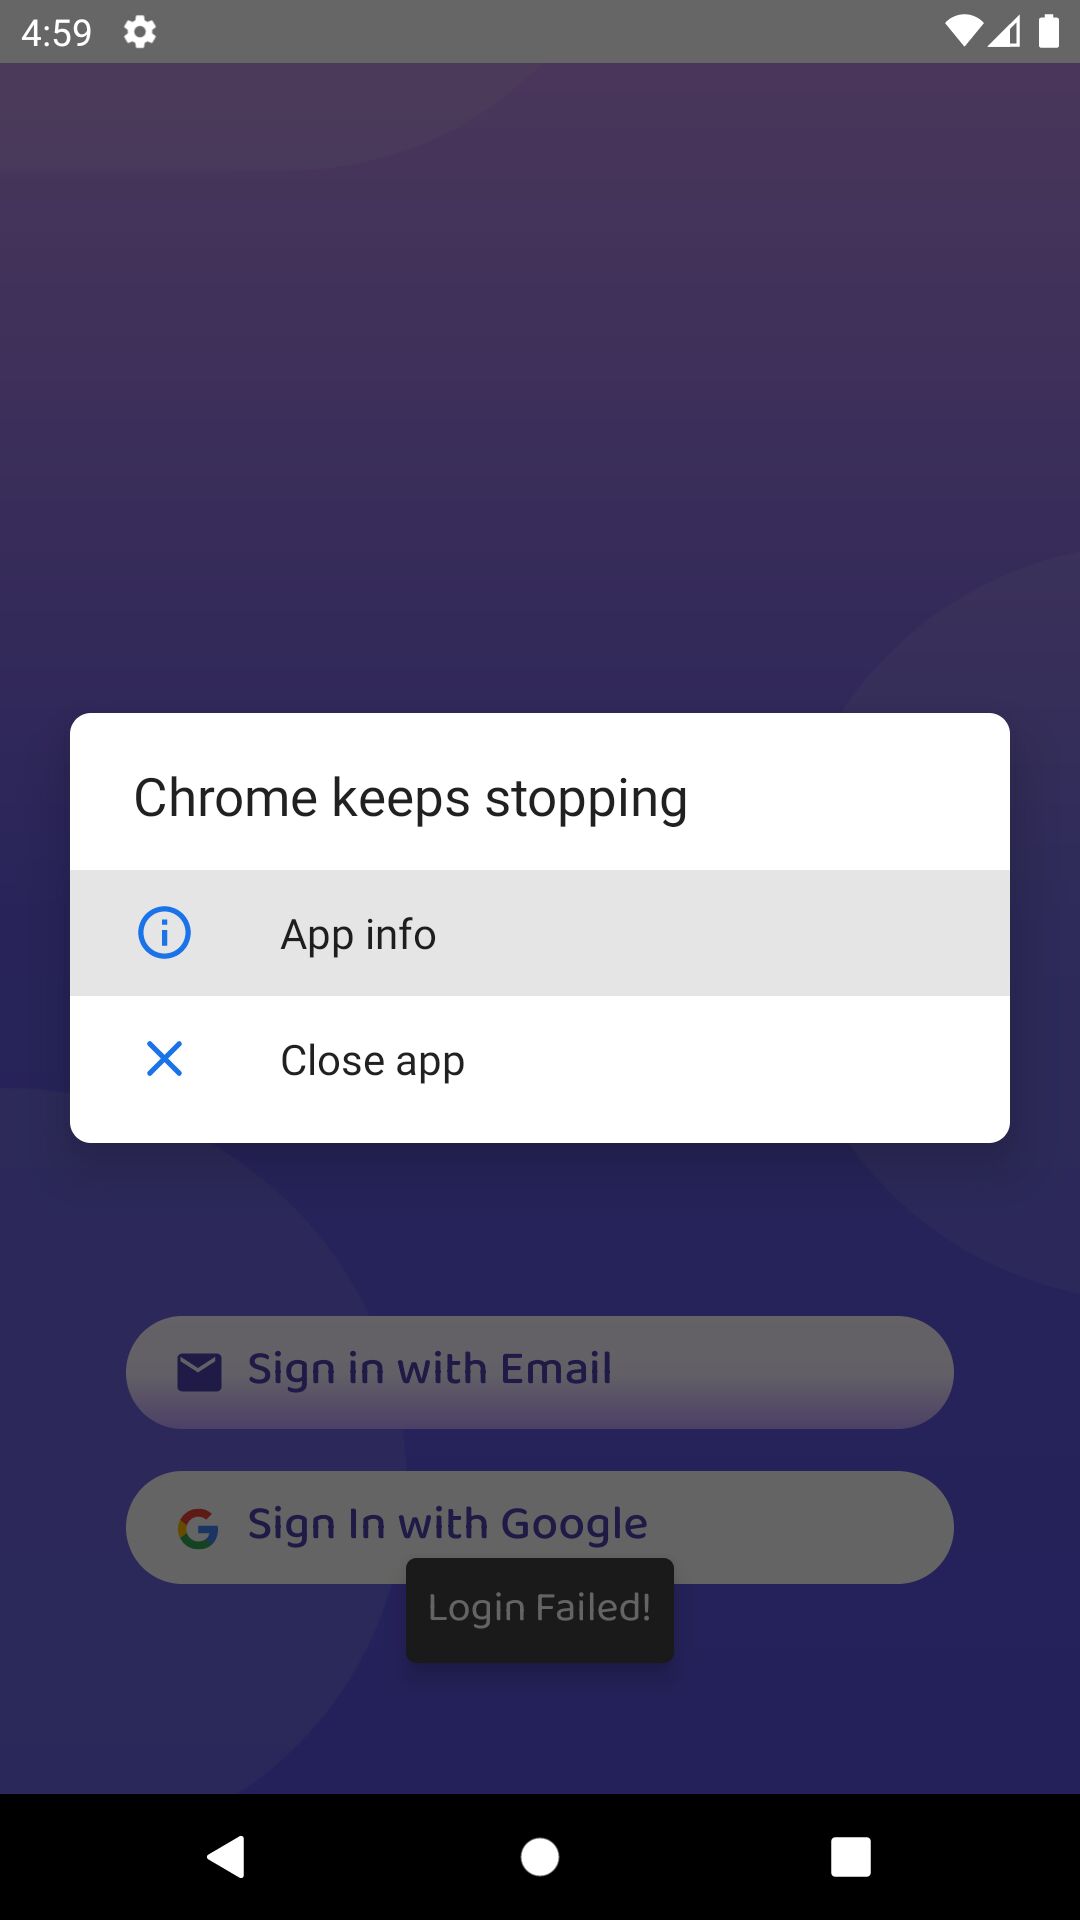 4:59
Chrome keeps stopping
App info
Close app
Sign in with Email
Sign In with Google
Login Failed!